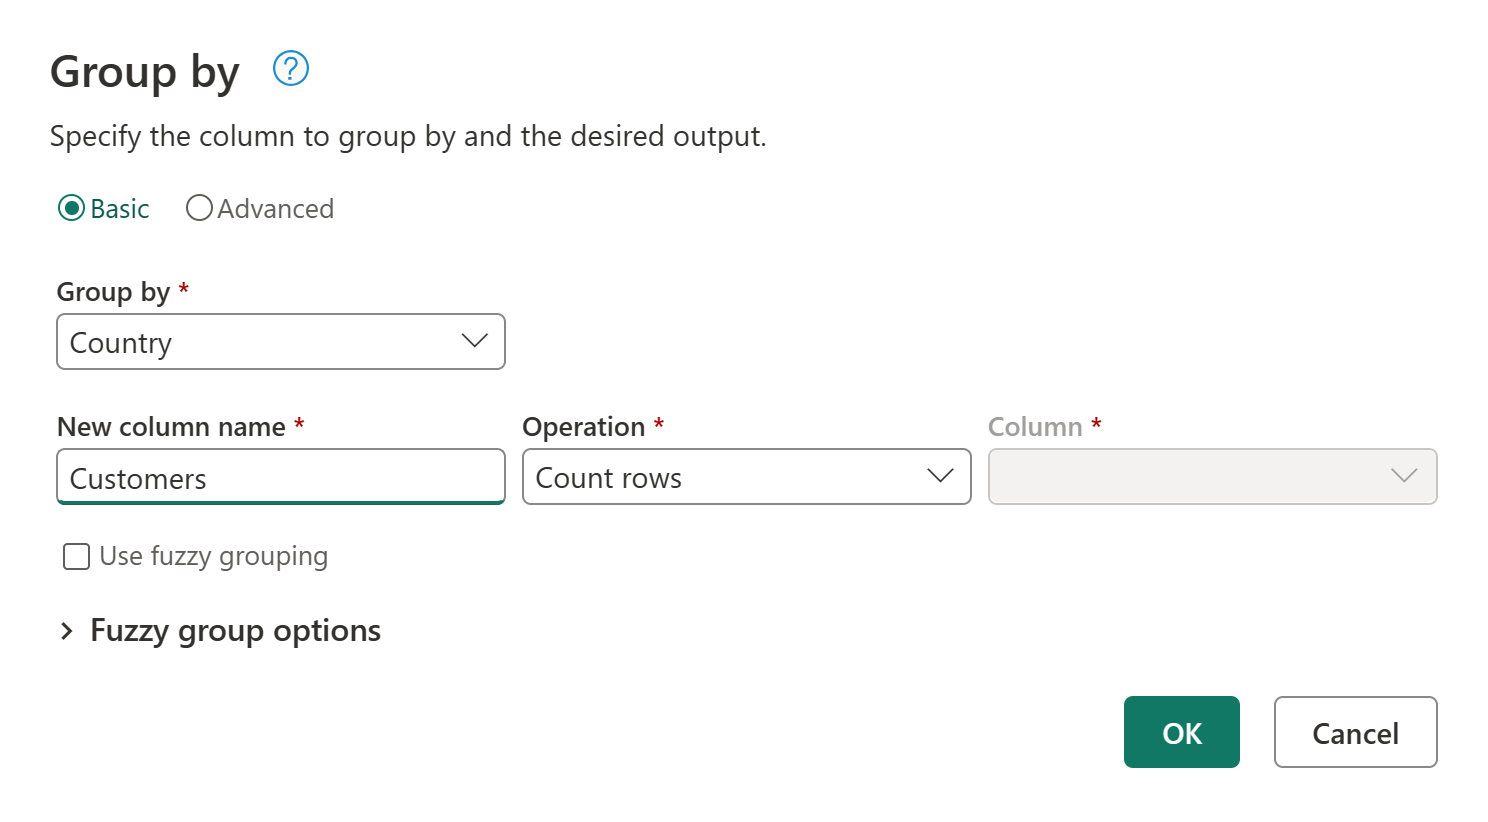 Group by ?
Specify the column to group by and the desired output.
Basic Advanced
Group by *
Country
New column name * Operation * Column *
Customers Count rows
Use fuzzy grouping
Fuzzy group options
OK Cancel